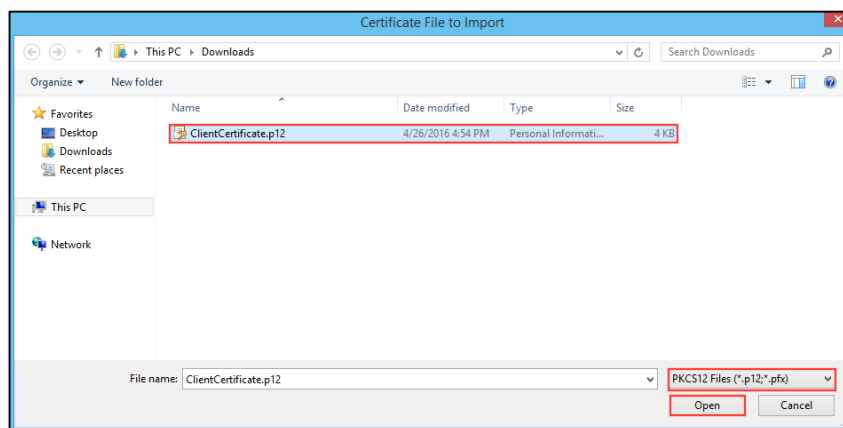 Certificate File to Import
This PC Downloads
Search Downloads
Organize New folder
Name Date modified Type Size
Favorites
ClientCertificate.p12 4/26/2016 4:54 PM Personal Informati... 4 KB
Desktop
Downloads
Recent places
This PC
Network
File name: ClientCertificate.p12 PKCS12 Files (*.p12;*.pfx)
Open Cancel